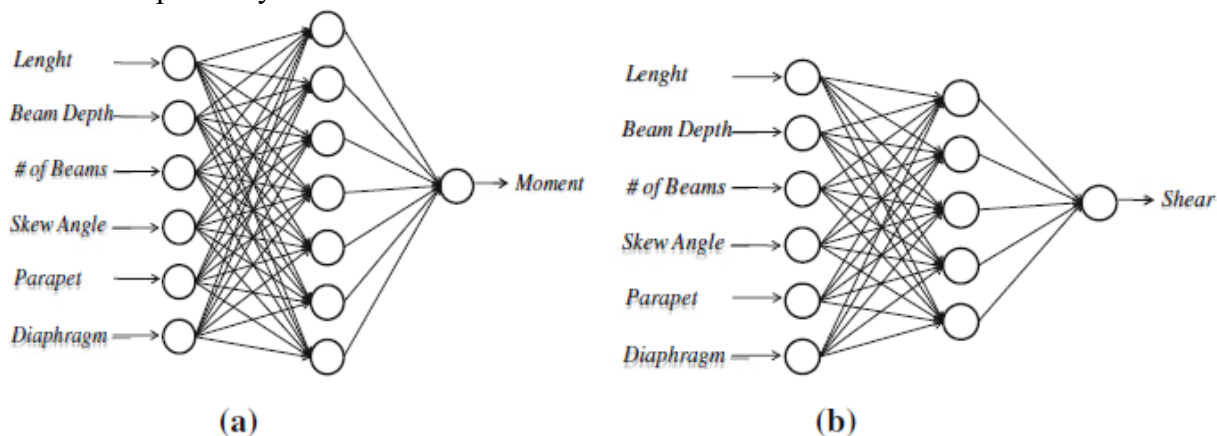 Lenght
Beam Depth
# of Beams
Skew Angle
Parapet
Diaphragm
Moment
(a)
Lenght
Beam Depth
# of Beams
Skew Angle
Parapet
Diaphragm
Shear
(b)